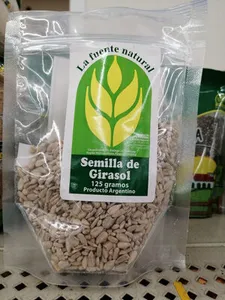 La fuente natural
Semilla de
Girasol
125 gramos
Producto Argentino